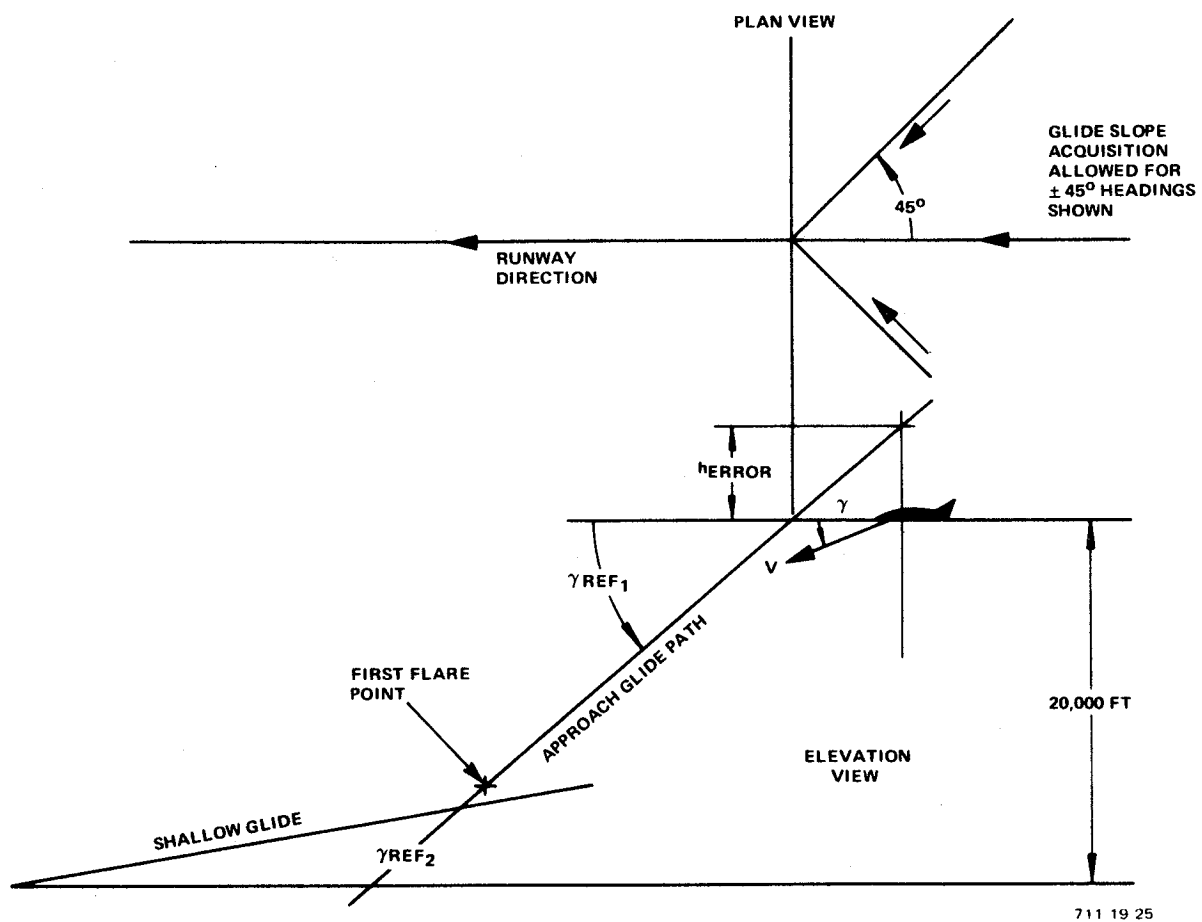 PLAN VIEW
GLIDE SLOPE
ACQUISITION
ALLOWED FOR
± 45° HEADINGS
SHOWN
45°
RUNWAY
DIRECTION
hERROR
γ
V
γREF1
FIRST FLARE
POINT
APPROACH GLIDE PATH
20,000 FT
ELEVATION
VIEW
SHALLOW GLIDE
γREF2
711 19 25